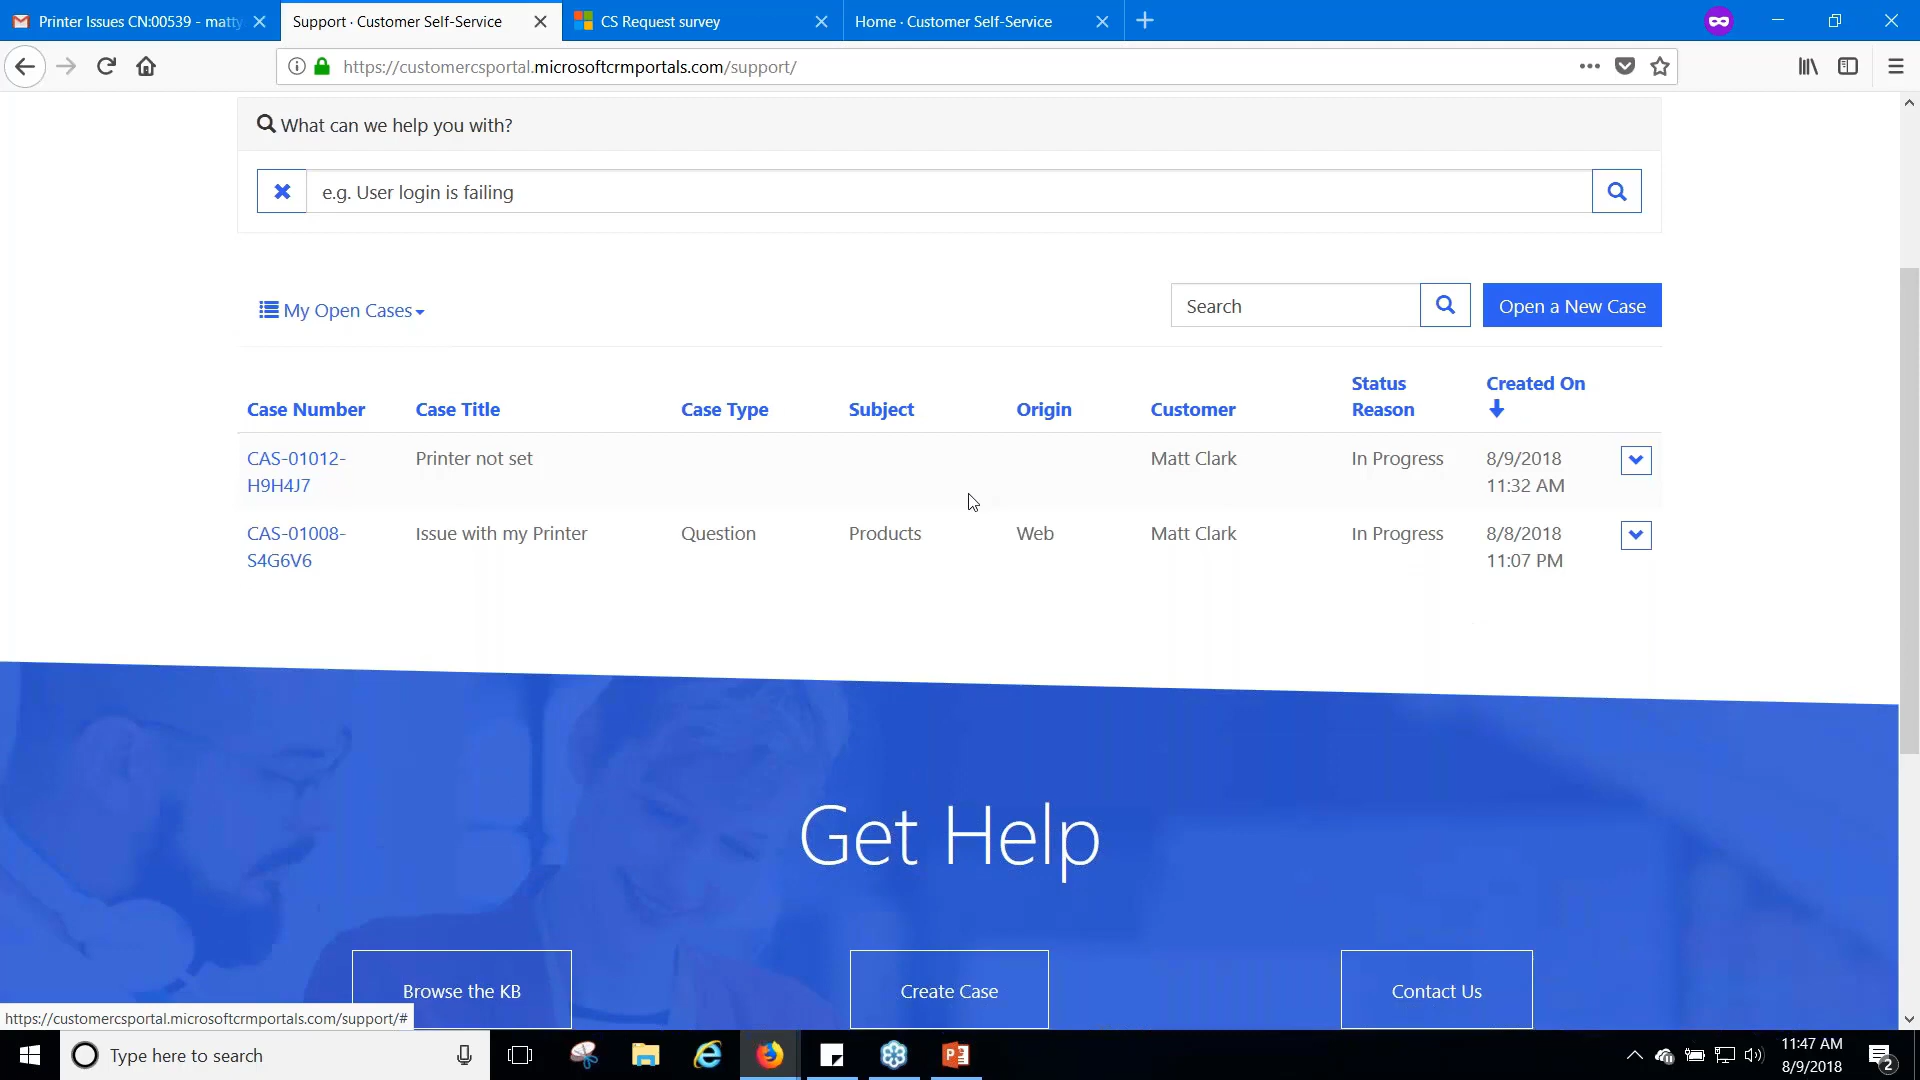 Printer Issues CN:00539 - matty
Support · Customer Self-Service
CS Request survey
Home · Customer Self-Service
https://customercsportal.microsoftcrmportals.com/support/
What can we help you with?
e.g. User login is failing
My Open Cases
Search
Open a New Case
Case Number
Case Title
Case Type
Subject
Origin
Customer
Status
Reason
Created On
CAS-01012-
H9H4J7
Printer not set
Matt Clark
In Progress
8/9/2018
11:32 AM
CAS-01008-
S4G6V6
Issue with my Printer
Question
Products
Web
Matt Clark
In Progress
8/8/2018
11:07 PM
Get Help
Browse the KB
Create Case
Contact Us
https://customercsportal.microsoftcrmportals.com/support/#
Type here to search
11:47 AM
8/9/2018
2